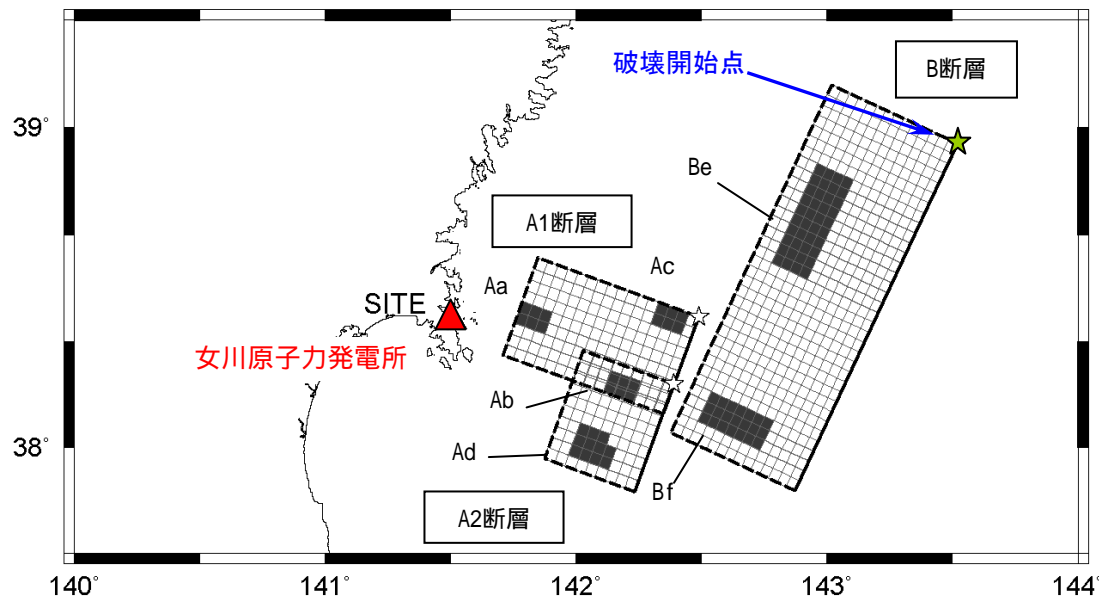 破壊開始点
B断層
39°
Be
A1断層
Ac
Aa
SITE
女川原子力発電所
Ab
38°
Ad
Bf
A2断層
140°
141°
142°
143°
144°